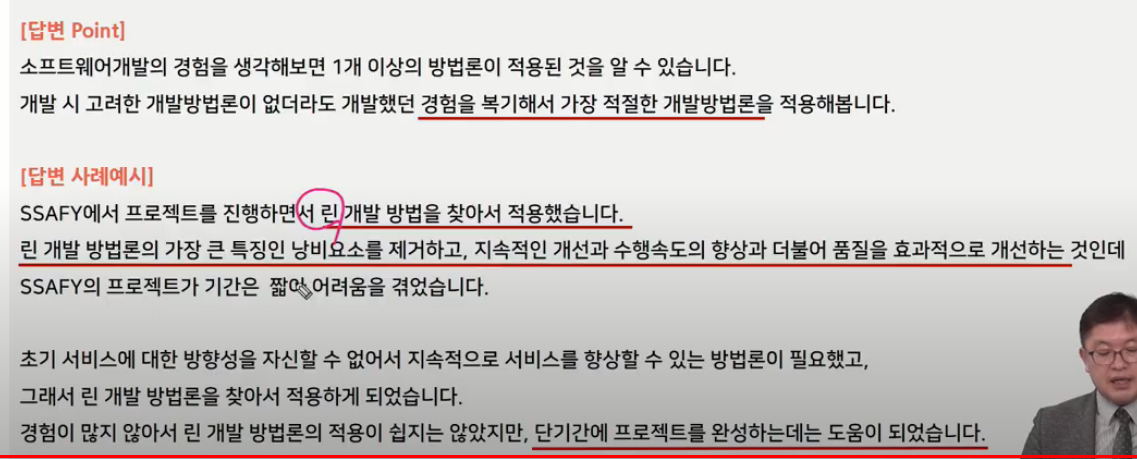 [답변 Point]
소프트웨어개발의 경험을 생각해보면 1개 이상의 방법론이 적용된 것을 알 수 있습니다.
개발 시 고려한 개발방법론이 없더라도 개발했던 경험을 복기해서 가장 적절한 개발방법론을 적용해봅니다.
[답변 사례예시]
SSAFY에서 프로젝트를 진행하면서 린 개발 방법을 찾아서 적용했습니다.
린 개발 방법론의 가장 큰 특징인 낭비요소를 제거하고, 지속적인 개선과 수행속도의 향상과 더불어 품질을 효과적으로 개선하는 것인데
SSAFY의 프로젝트가 기간은 짧아 어려움을 겪었습니다.
초기 서비스에 대한 방향성을 자신할 수 없어서 지속적으로 서비스를 향상할 수 있는 방법론이 필요했고,
그래서 린 개발 방법론을 찾아서 적용하게 되었습니다.
경험이 많지 않아서 린 개발 방법론의 적용이 쉽지는 않았지만, 단기간에 프로젝트를 완성하는데는 도움이 되었습니다.